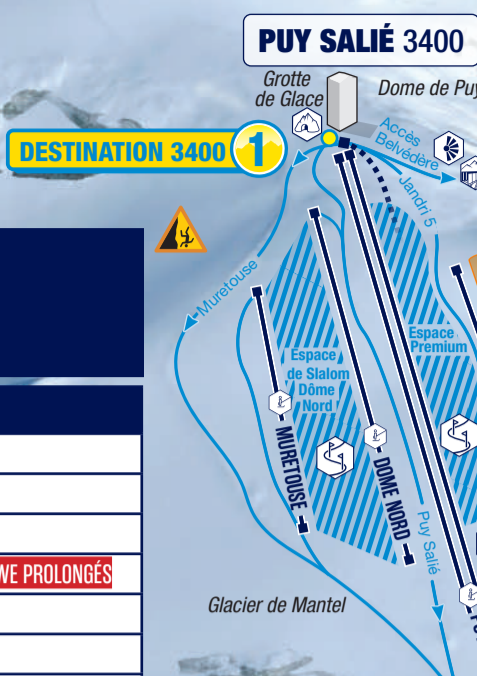 PUY SALIÉ 3400
Grotte
de Glace
Dome de Puy
DESTINATION 3400 1
Accès
Belvédère
Jandri 5
Muretouse
Espace
Premium
Espace
de Slalom
Dôme
Nord
MURETOUSE
DOME NORD
Puy Salié
WE PROLONGÉS
Glacier de Mantel